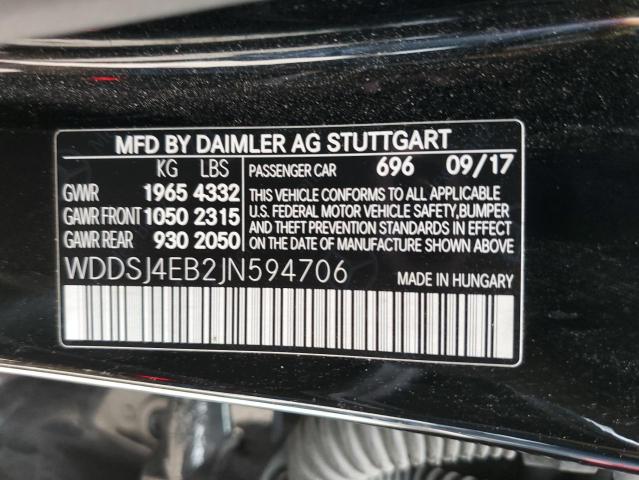 MFD BY DAIMLER AG STUTTGART
KG LBS PASSENGER CAR 696 09/17
GVWR 1965 4332
GAWR FRONT 1050 2315
GAWR REAR 930 2050
THIS VEHICLE CONFORMS TO ALL APPLICABLE
U.S. FEDERAL MOTOR VEHICLE SAFETY,BUMPER
AND THEFT PREVENTION STANDARDS IN EFFECT
ON THE DATE OF MANUFACTURE SHOWN ABOVE
WDDSJ4EB2JN594706 MADE IN HUNGARY